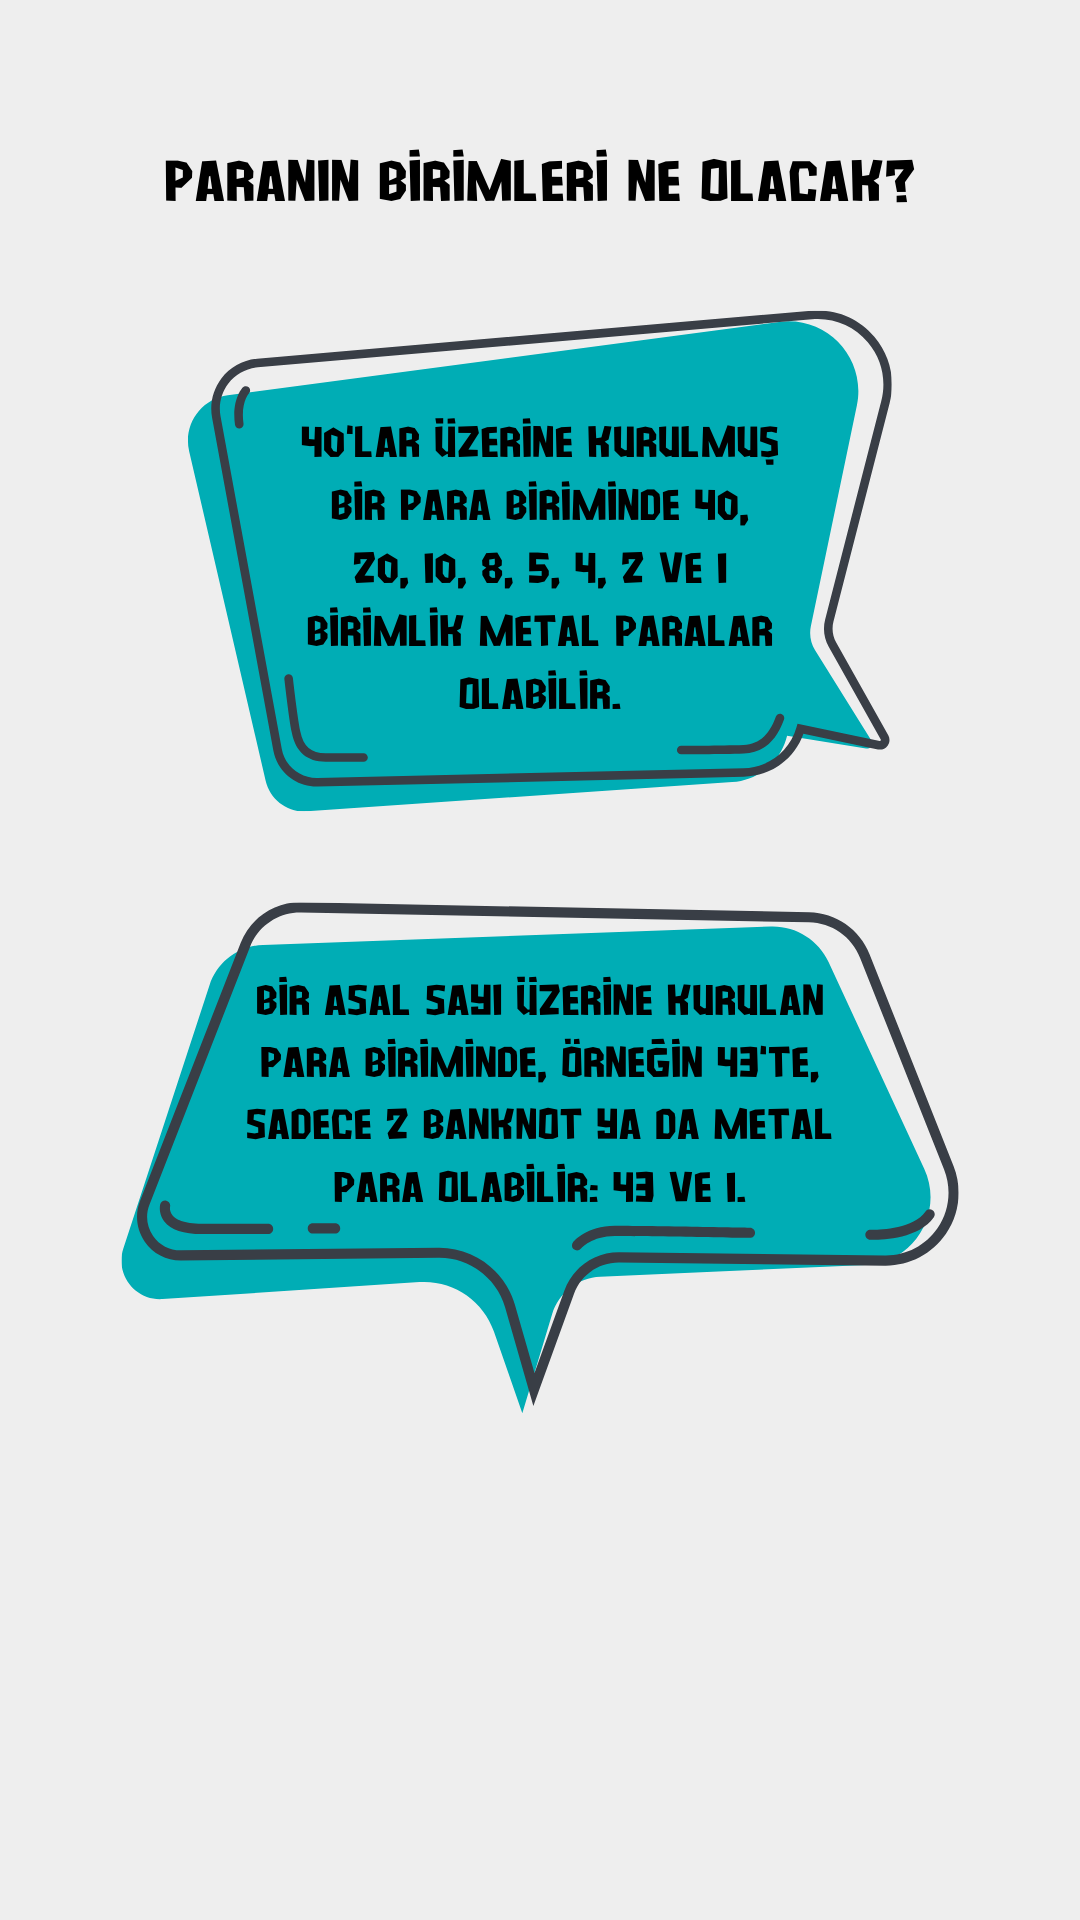 PARANIN BİRİMLERİ NE OLACAK?
40'LAR ÜZERİNE KURULMUŞ
BİR PARA BİRİMİNDE 40,
20, 10, 8, 5, 4, 2 VE 1
BİRİMLİK METAL PARALAR
OLABİLİR.
BİR ASAL SAYI ÜZERİNE KURULAN
PARA BİRİMİNDE, ÖRNEĞİN 43'TE,
SADECE 2 BANKNOT YA DA METAL
PARA OLABİLİR: 43 VE 1.